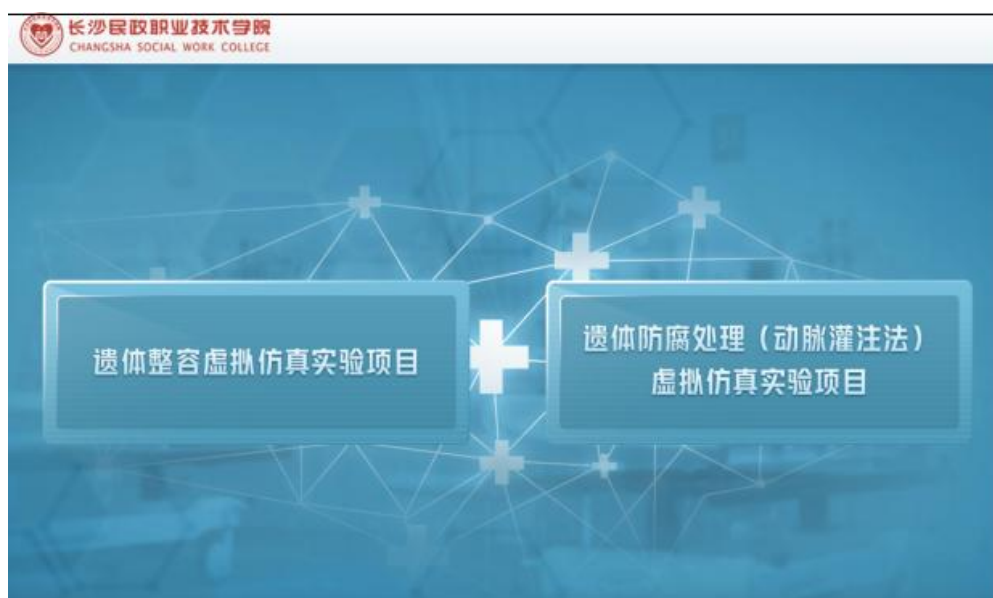 长沙民政职业技术学院
CHANGSHA SOCIAL WORK COLLEGE
遗体整容虚拟仿真实验项目
遗体防腐处理（动脉灌注法）
虚拟仿真实验项目